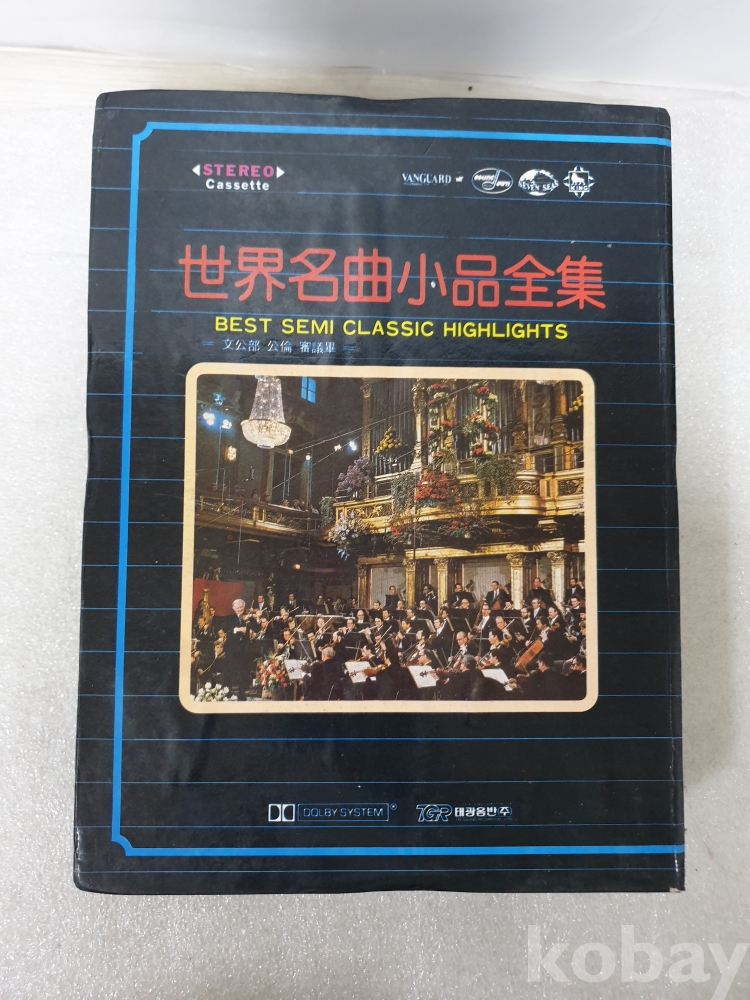 STEREO
Cassette
VANGUARD
SEVEN SEAS
KING
世界名曲小品全集
BEST SEMI CLASSIC HIGHLIGHTS
= 文公部 公倫 審議畢 =
DOLBY SYSTEM®
TGR 태광음반주
kobay